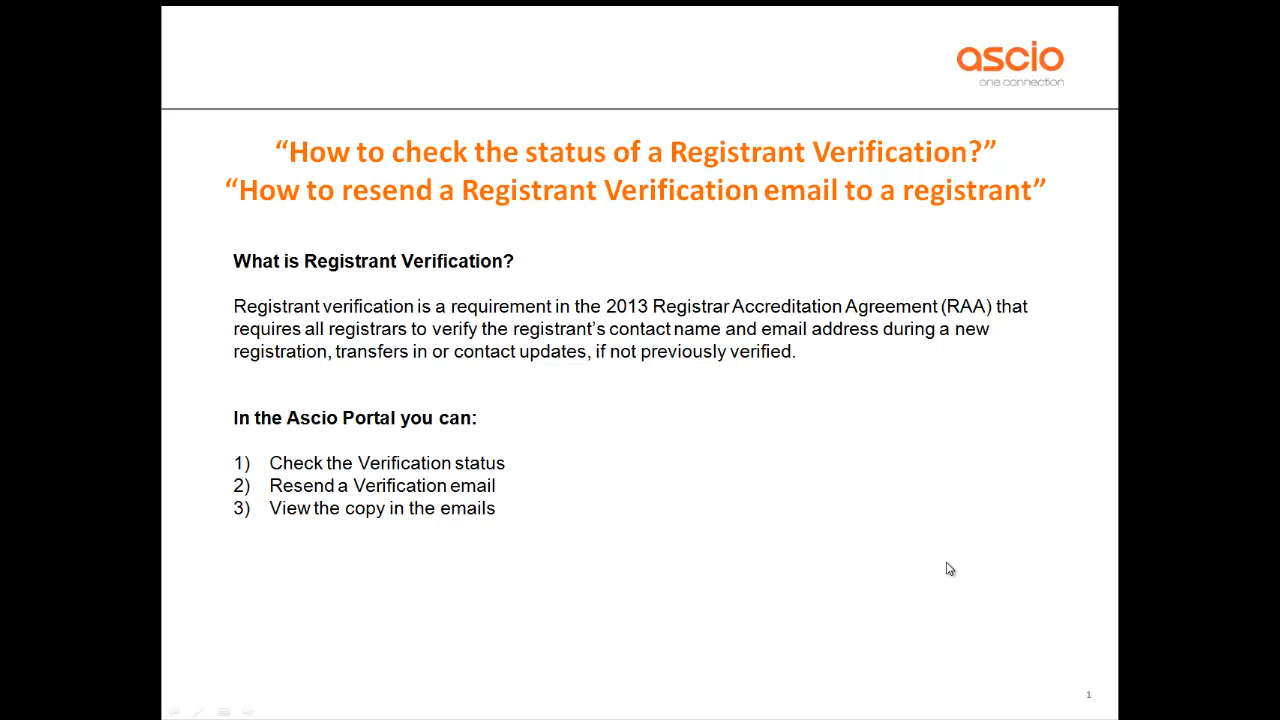 ascio
one connection
“How to check the status of a Registrant Verification?”
“How to resend a Registrant Verification email to a registrant”
What is Registrant Verification?
Registrant verification is a requirement in the 2013 Registrar Accreditation Agreement (RAA) that
requires all registrars to verify the registrant’s contact name and email address during a new
registration, transfers in or contact updates, if not previously verified.
In the Ascio Portal you can:
1) Check the Verification status
2) Resend a Verification email
3) View the copy in the emails
1